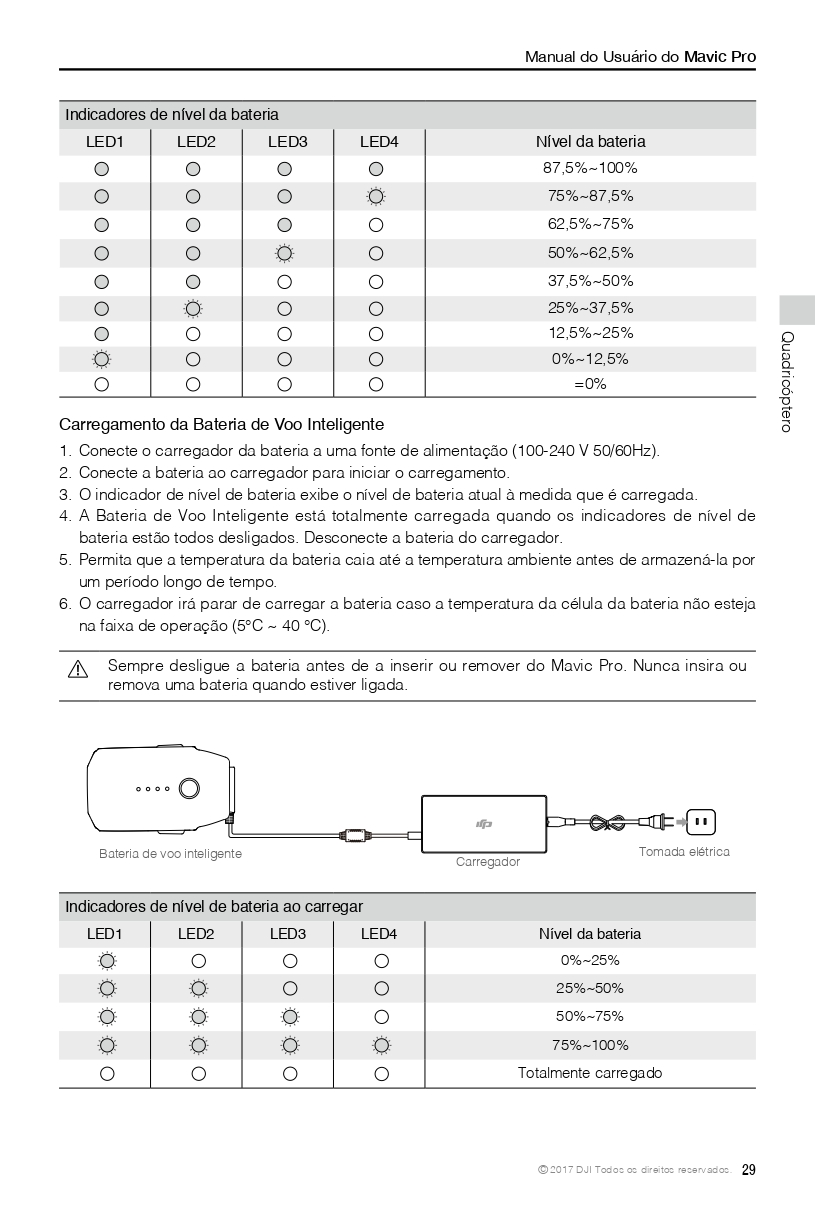 Manual do Usuário do Mavic Pro
Indicadores de nível da bateria
LED1 LED2 LED3 LED4 Nível da bateria
87,5%~100%
75%~87,5%
62,5%~75%
50%~62,5%
37,5%~50%
25%~37,5%
12,5%~25%
0%~12,5%
=0%
Quadricóptero
Carregamento da Bateria de Voo Inteligente
1. Conecte o carregador da bateria a uma fonte de alimentação (100-240 V 50/60Hz).
2. Conecte a bateria ao carregador para iniciar o carregamento.
3. O indicador de nível de bateria exibe o nível de bateria atual à medida que é carregada.
4. A Bateria de Voo Inteligente está totalmente carregada quando os indicadores de nível de
bateria estão todos desligados. Desconecte a bateria do carregador.
5. Permita que a temperatura da bateria caia até a temperatura ambiente antes de armazená-la por
um período longo de tempo.
6. O carregador irá parar de carregar a bateria caso a temperatura da célula da bateria não esteja
na faixa de operação (5°C ~ 40 °C).
Sempre desligue a bateria antes de a inserir ou remover do Mavic Pro. Nunca insira ou
remova uma bateria quando estiver ligada.
dji
Bateria de voo inteligente
Carregador
Tomada elétrica
Indicadores de nível de bateria ao carregar
LED1 LED2 LED3 LED4 Nível da bateria
0%~25%
25%~50%
50%~75%
75%~100%
Totalmente carregado
© 2017 DJI Todos os direitos reservados. 29